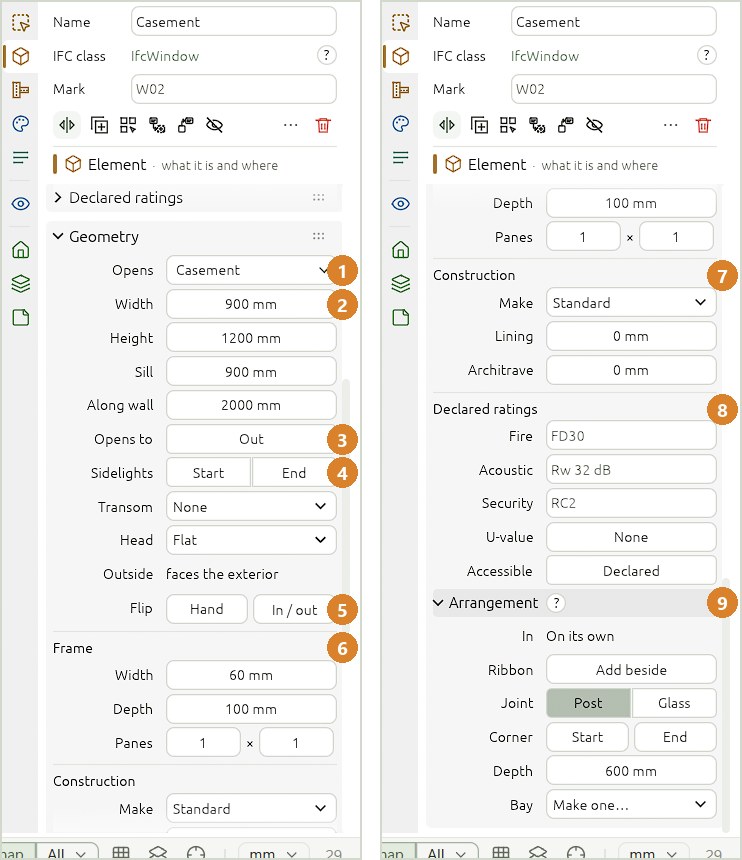 Name Casement
IFC class IfcWindow ?
Mark W02
Element · what it is and where
Declared ratings
Geometry
Opens Casement 1
Width 900 mm 2
Height 1200 mm
Sill 900 mm
Along wall 2000 mm
Opens to Out 3
Sidelights Start End 4
Transom None
Head Flat
Outside faces the exterior
Flip Hand In / out 5
Frame 6
Width 60 mm
Depth 100 mm
Panes 1 × 1
Construction
Make Standard
All mm 29
Name Casement
IFC class IfcWindow ?
Mark W02
Element · what it is and where
Depth 100 mm
Panes 1 × 1
Construction 7
Make Standard
Lining 0 mm
Architrave 0 mm
Declared ratings 8
Fire FD30
Acoustic Rw 32 dB
Security RC2
U-value None
Accessible Declared
Arrangement ? 9
In On its own
Ribbon Add beside
Joint Post Glass
Corner Start End
Depth 600 mm
Bay Make one...
All mm 29